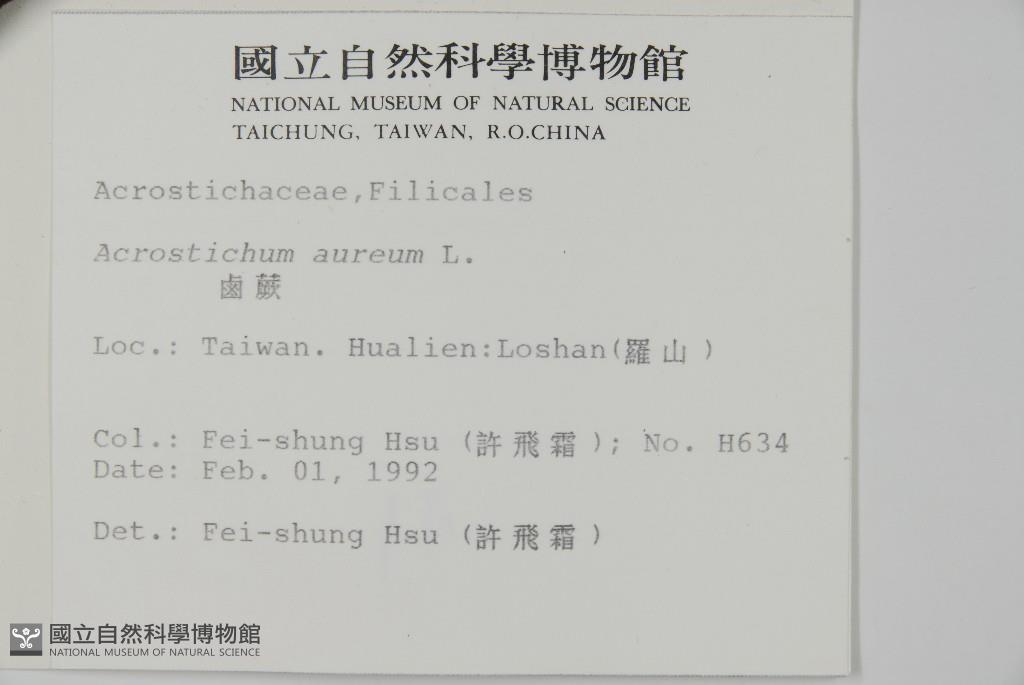 國立自然科學博物館
NATIONAL MUSEUM OF NATURAL SCIENCE
TAICHUNG, TAIWAN, R.O.CHINA
Acrostichaceae,Filicales
Acrostichum aureum L.
鹵蕨
Loc.: Taiwan. Hualien:Loshan(羅山)
Col.: Fei-shung Hsu (許飛霜); No. H634
Date: Feb. 01, 1992
Det.: Fei-shung Hsu (許飛霜)
國立自然科學博物館
NATIONAL MUSEUM OF NATURAL SCIENCE